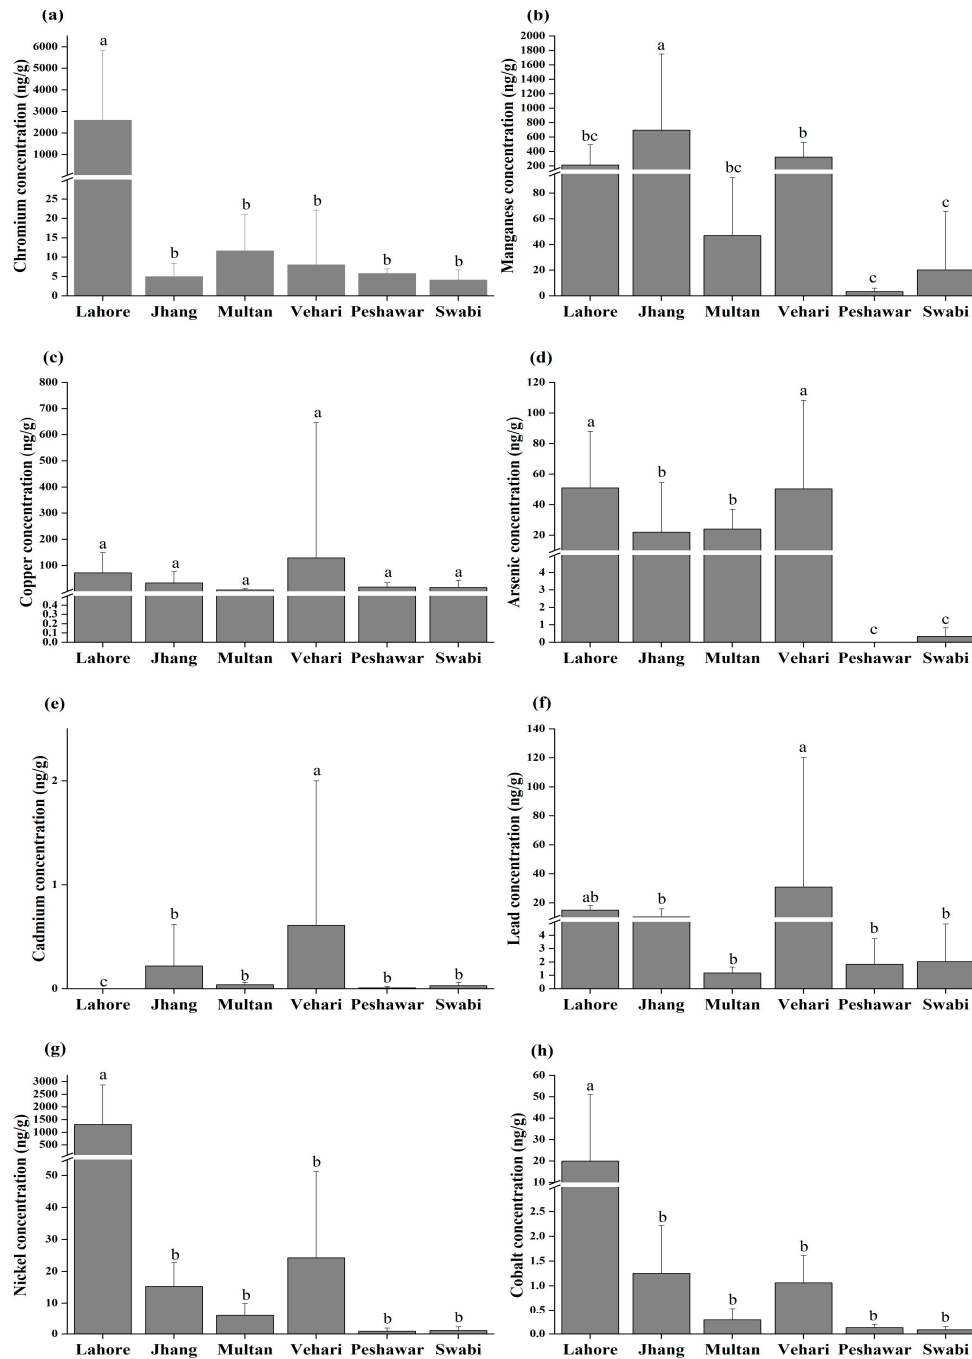 (a)
Chromium concentration (ng/g)
6000
5000
4000
3000
2000
1000
25
20
15
10
5
0
a
b
b
b
b
b
Lahore Jhang Multan Vehari Peshawar Swabi
(b)
Manganese concentration (ng/g)
2000
1800
1600
1400
1200
1000
800
600
400
200
80
60
40
20
0
bc
a
bc
b
c
c
Lahore Jhang Multan Vehari Peshawar Swabi
(c)
Copper concentration (ng/g)
800
700
600
500
400
300
200
100
0.4
0.3
0.2
0.1
0.0
a
a
a
a
a
a
Lahore Jhang Multan Vehari Peshawar Swabi
(d)
Arsenic concentration (ng/g)
120
100
80
60
40
20
4
3
2
1
0
a
b
b
a
c
c
Lahore Jhang Multan Vehari Peshawar Swabi
(e)
Cadmium concentration (ng/g)
2
1
0
c
b
b
a
b
b
Lahore Jhang Multan Vehari Peshawar Swabi
(f)
Lead concentration (ng/g)
140
120
100
80
60
40
20
4
3
2
1
0
ab
b
b
a
b
b
Lahore Jhang Multan Vehari Peshawar Swabi
(g)
Nickel concentration (ng/g)
3000
2500
2000
1500
1000
500
50
40
30
20
10
0
a
b
b
b
b
b
Lahore Jhang Multan Vehari Peshawar Swabi
(h)
Cobalt concentration (ng/g)
60
50
40
30
20
10
2.5
2.0
1.5
1.0
0.5
0.0
a
b
b
b
b
b
Lahore Jhang Multan Vehari Peshawar Swabi